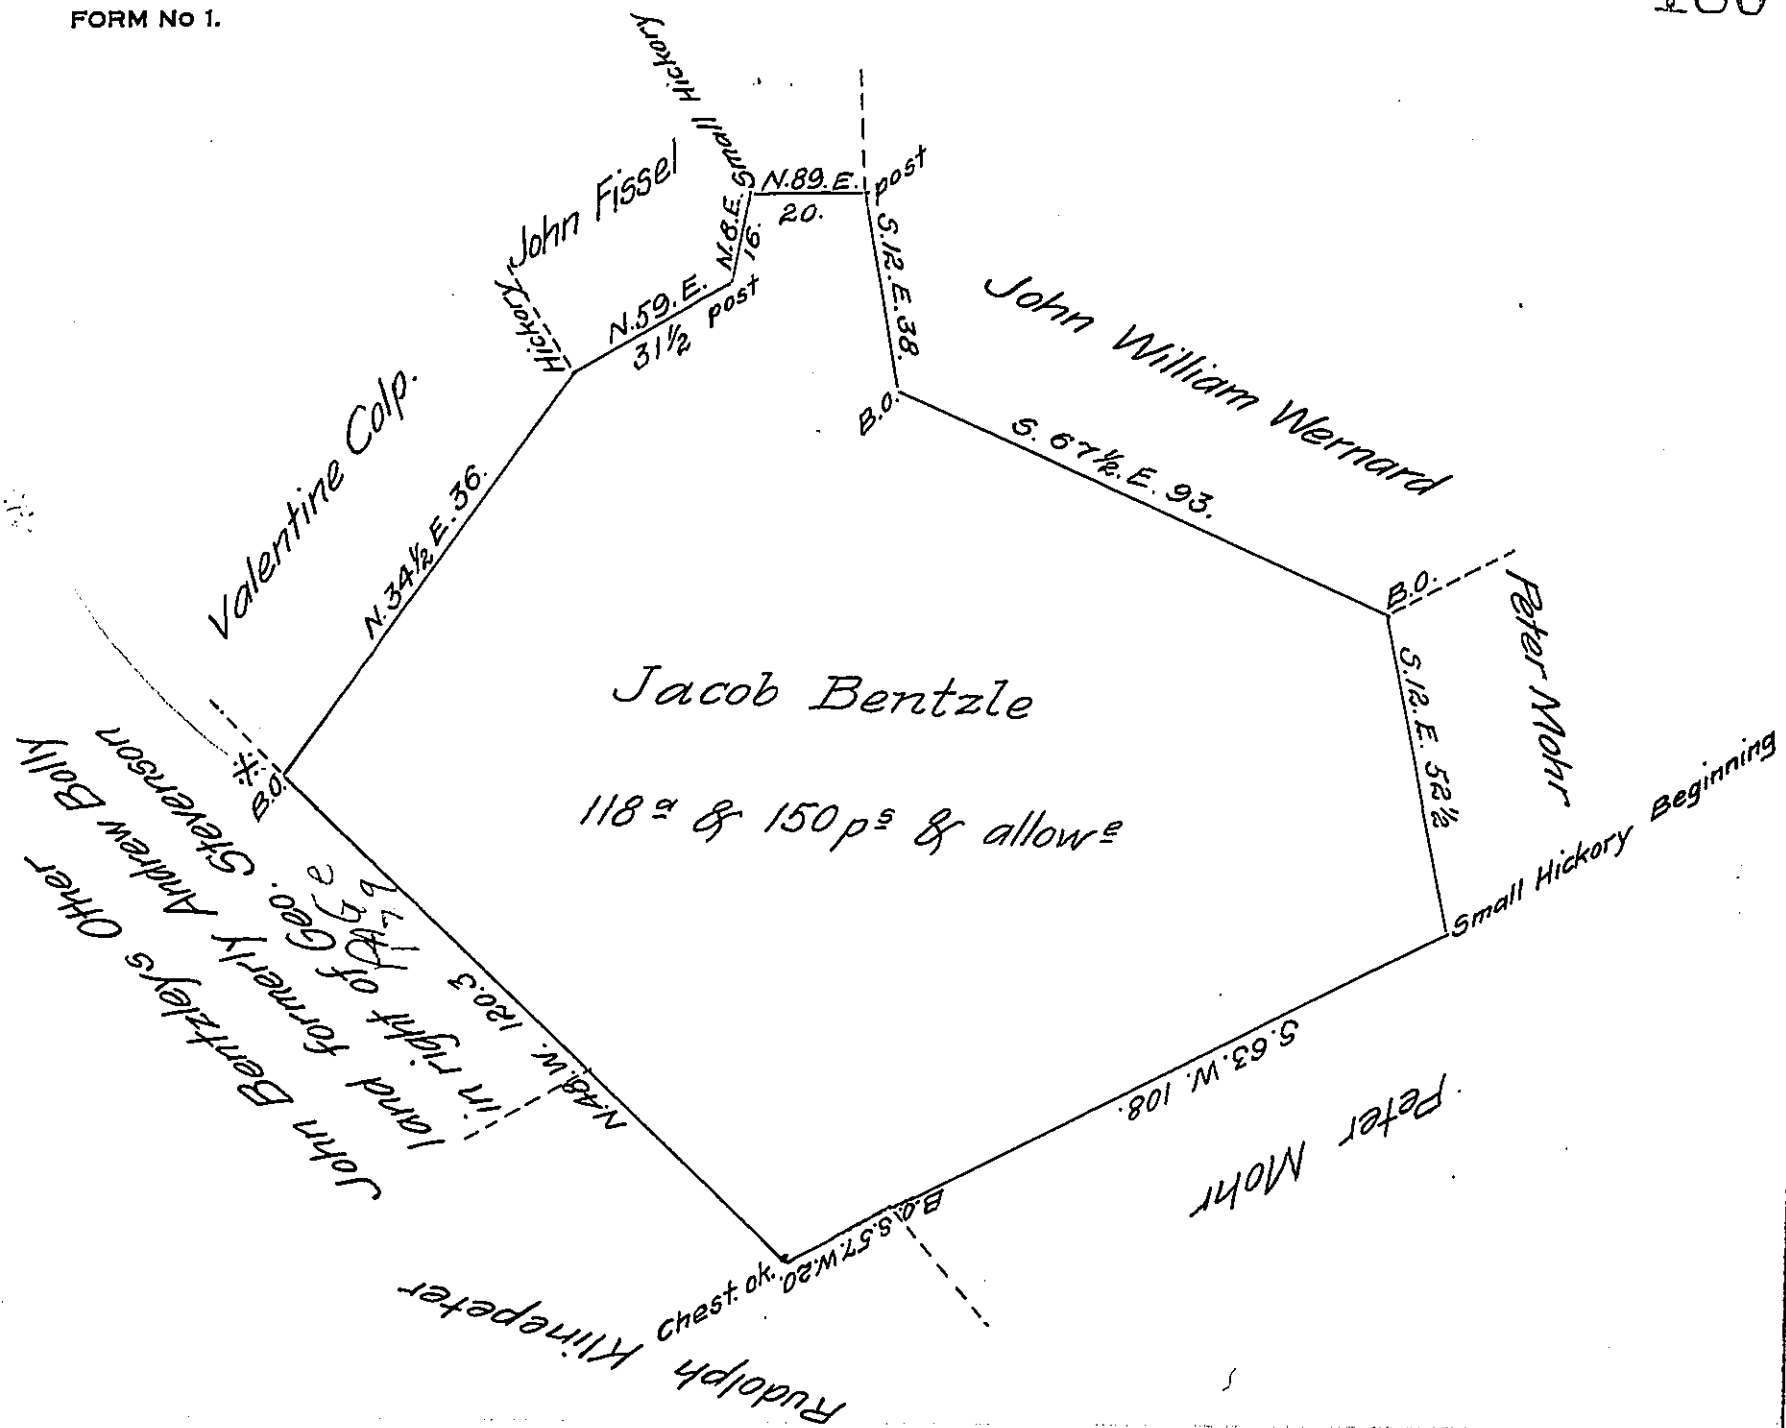 FORM No 1.
Small Hickory
John Fissel
N.89.E.
20.
post
N.8.E.
16.
S.12.E.38.
Hickory
N.59.E.
31½
post
John William Wernard
Valentine Colp.
B.O.
S. 67½. E. 93.
N.34½ E. 36.
B.O.
Peter Mohr
S.12.E. 52½
Jacob Bentzle
118ª & 150 pˢ & allowᵉ
B.O.
Small Hickory Beginning
John Bentzley's Other
land formerly Andrew Bolly
in right of Geo. Stevenson
PAGe
N.48.W. 120.3
S.63.W. 108.
Peter Mohr
B.O.
S.57.W.20.
Chest: ok.
Rudolph Klinepeter